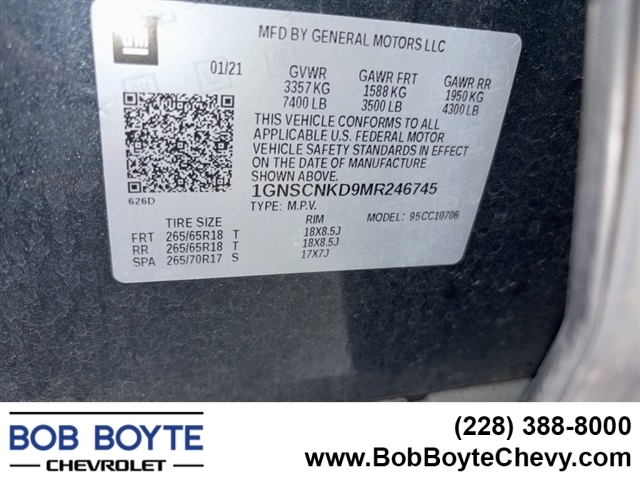 GM
MFD BY GENERAL MOTORS LLC
01/21 GVWR GAWR FRT GAWR RR
3357 KG 1588 KG 1950 KG
7400 LB 3500 LB 4300 LB
THIS VEHICLE CONFORMS TO ALL
APPLICABLE U.S. FEDERAL MOTOR
VEHICLE SAFETY STANDARDS IN EFFECT
ON THE DATE OF MANUFACTURE
SHOWN ABOVE.
1GNSCNKD9MR246745
626D
TYPE: M.P.V. MODEL: 95CC10706
TIRE SIZE RIM
FRT 265/65R18 T 18X8.5J
RR 265/65R18 T 18X8.5J
SPA 265/70R17 S 17X7J
BOB BOYTE
CHEVROLET
(228) 388-8000
www.BobBoyteChevy.com